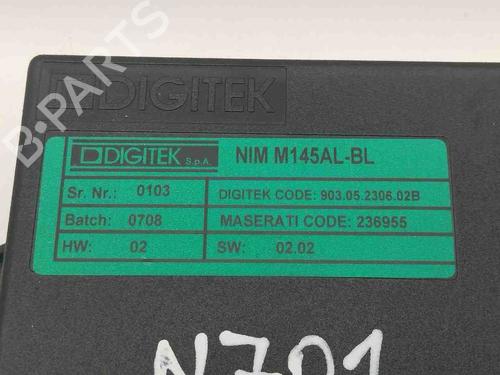 DIGITEK
DIGITEK S.p.A. NIM M145AL-BL
Sr. Nr.: 0103 DIGITEK CODE: 903.05.2306.02B
Batch: 0708 MASERATI CODE: 236955
HW: 02 SW: 02.02
N701
B-PARTS